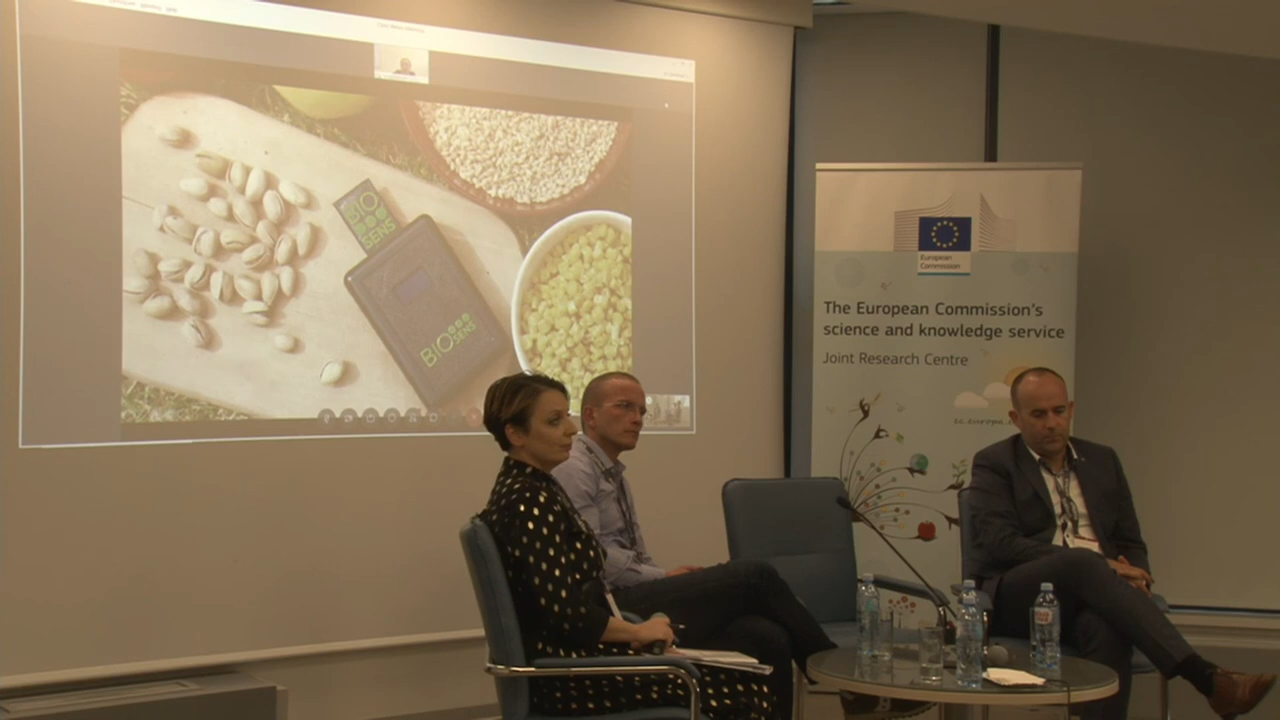 BIO
SENS
BIO
SENS
European
Commission
The European Commission's
science and knowledge service
Joint Research Centre